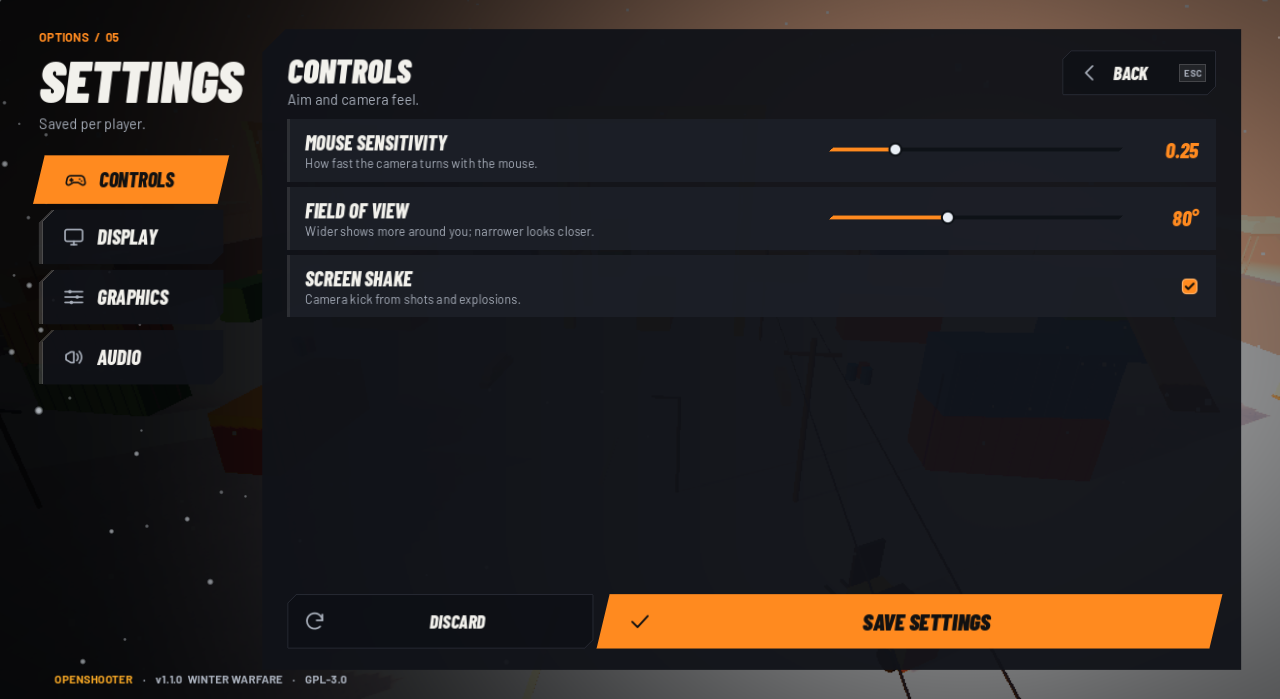 OPTIONS / 05
SETTINGS
Saved per player.
CONTROLS
DISPLAY
GRAPHICS
AUDIO
CONTROLS
Aim and camera feel.
BACK ESC
MOUSE SENSITIVITY
How fast the camera turns with the mouse.
0.25
FIELD OF VIEW
Wider shows more around you; narrower looks closer.
80°
SCREEN SHAKE
Camera kick from shots and explosions.
DISCARD
SAVE SETTINGS
OPENSHOOTER · v1.1.0 WINTER WARFARE · GPL-3.0